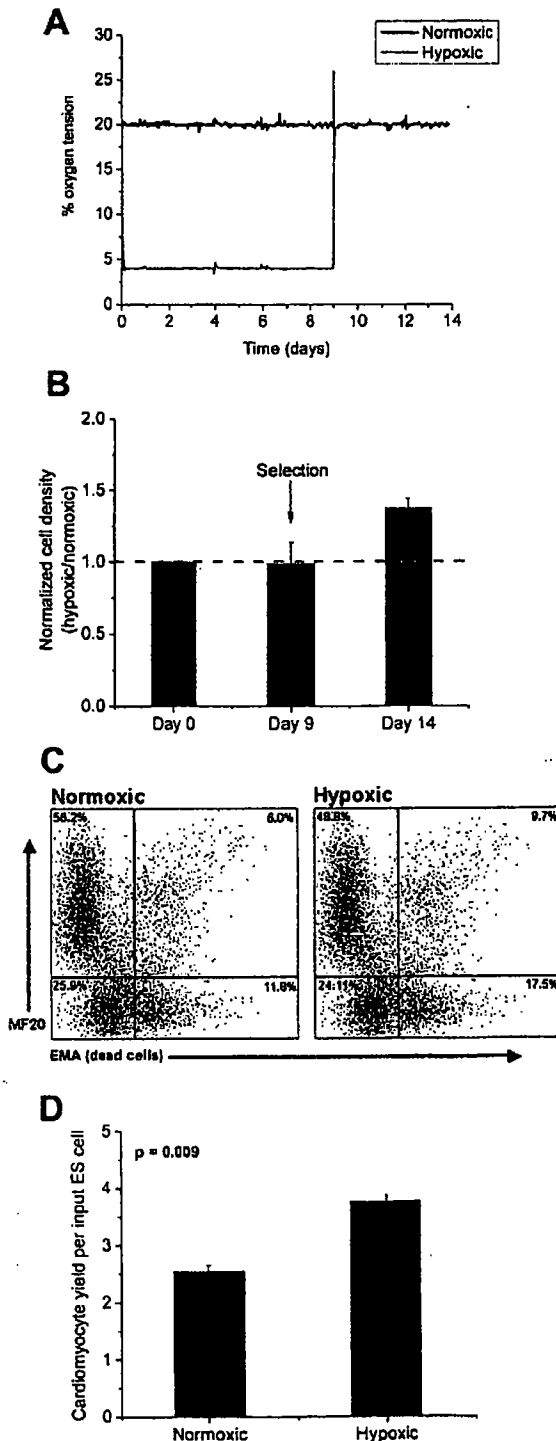 A
Normoxic
Hypoxic
30
25
20
15
10
5
0
% oxygen tension
0 2 4 6 8 10 12 14
Time (days)
B
2.0
1.5
1.0
0.5
0.0
Normalized cell density
(hypoxic/normoxic)
Selection
Day 0 Day 9 Day 14
C
Normoxic
56.2% 6.0%
25.9% 11.8%
Hypoxic
48.8% 9.7%
24.11% 17.5%
MF20
EMA (dead cells)
D
p = 0.009
5
4
3
2
1
0
Cardiomyocyte yield per input ES cell
Normoxic Hypoxic